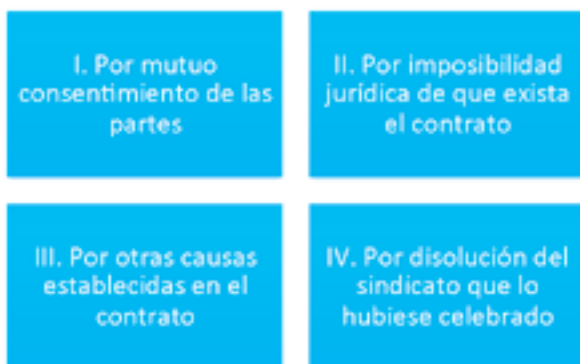 I. Por mutuo
consentimiento de las
partes
II. Por imposibilidad
jurídica de que exista
el contrato
III. Por otras causas
establecidas en el
contrato
IV. Por disolución del
sindicato que lo
hubiese celebrado